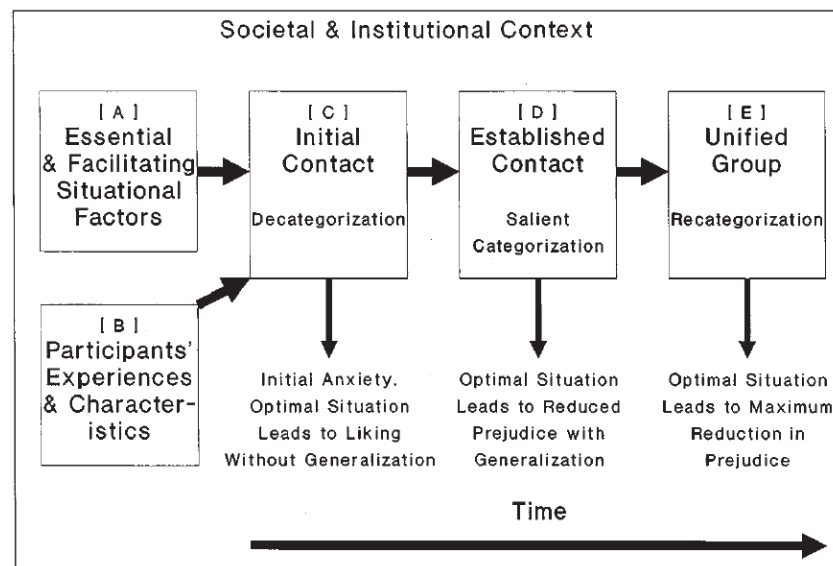 Societal & Institutional Context
[ A ]
Essential
& Facilitating
Situational
Factors
[ B ]
Participants'
Experiences
& Character-
istics
[ C ]
Initial
Contact
Decategorization
Initial Anxiety.
Optimal Situation
Leads to Liking
Without Generalization
[ D ]
Established
Contact
Salient
Categorization
Optimal Situation
Leads to Reduced
Prejudice with
Generalization
[ E ]
Unified
Group
Recategorization
Optimal Situation
Leads to Maximum
Reduction in
Prejudice
Time